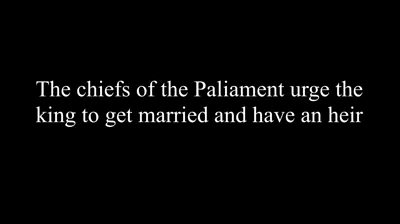 The chiefs of the Paliament urge the
king to get married and have an heir